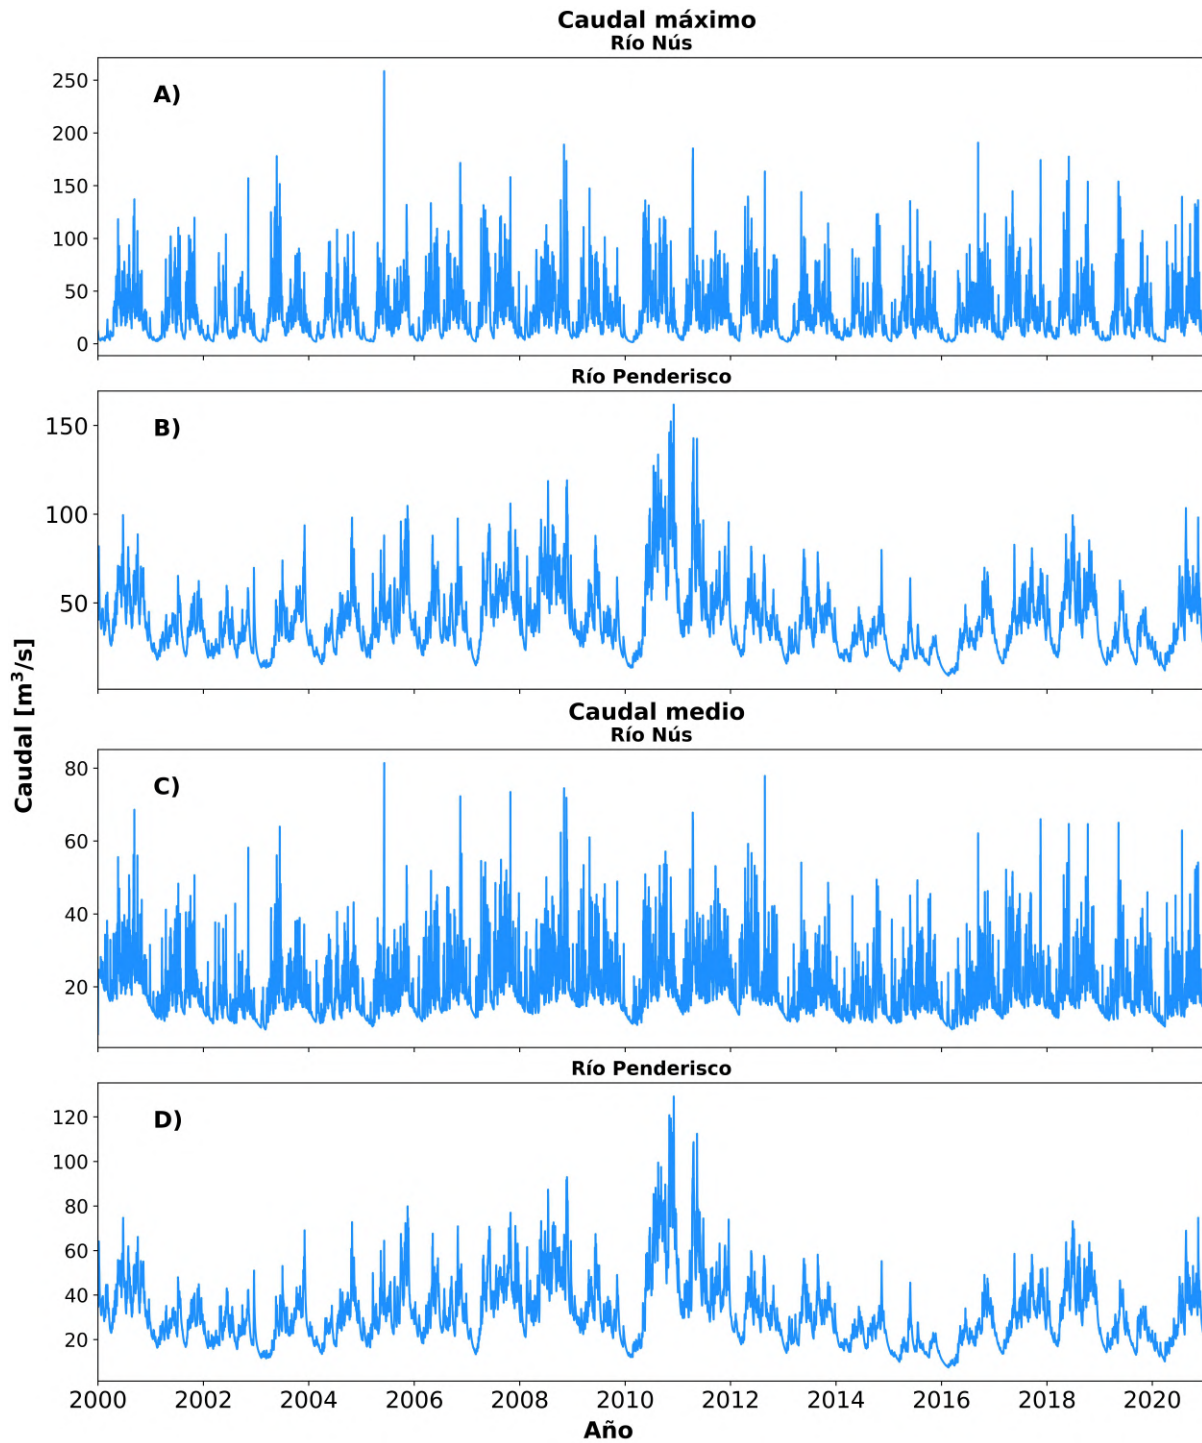 Caudal máximo
Río Nús
A)
250
200
150
100
50
0
Río Penderisco
B)
150
100
50
Caudal [m³/s]
Caudal medio
Río Nús
C)
80
60
40
20
Río Penderisco
D)
120
100
80
60
40
20
2000 2002 2004 2006 2008 2010 2012 2014 2016 2018 2020
Año